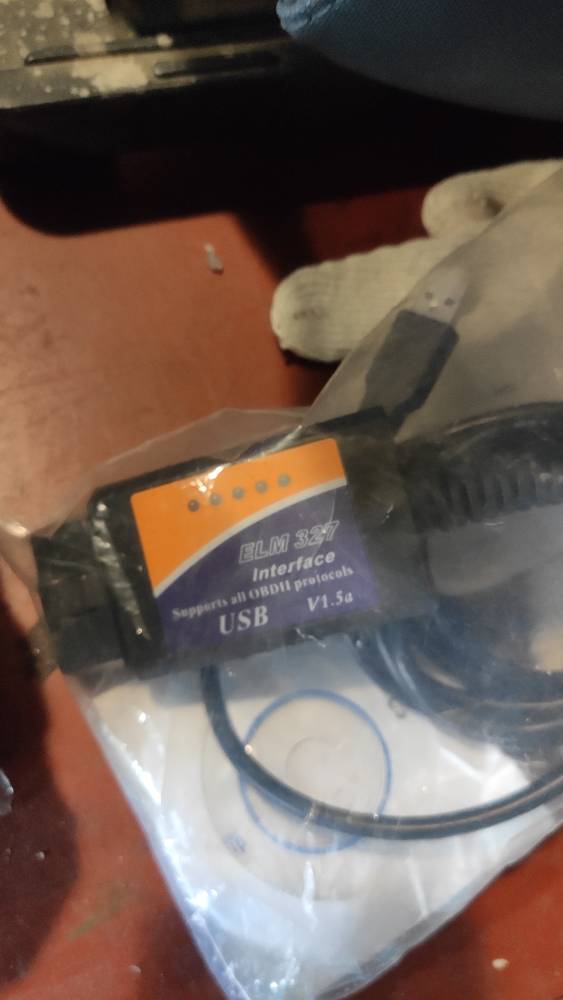 ELM 327
Interface
Supports all OBDII protocols
USB V1.5a